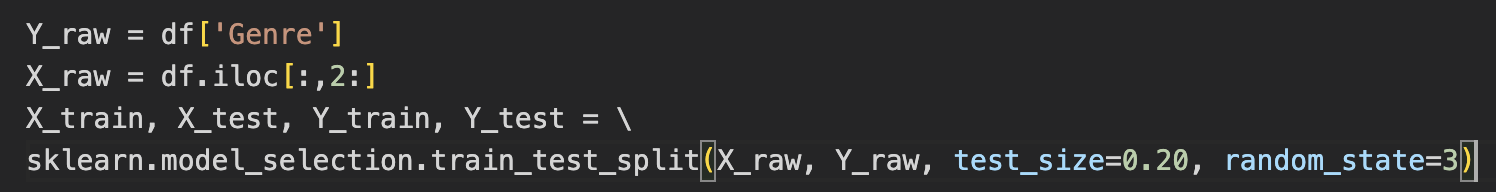 Y_raw = df['Genre']
X_raw = df.iloc[:,2:]
X_train, X_test, Y_train, Y_test = \
sklearn.model_selection.train_test_split(X_raw, Y_raw, test_size=0.20, random_state=3)